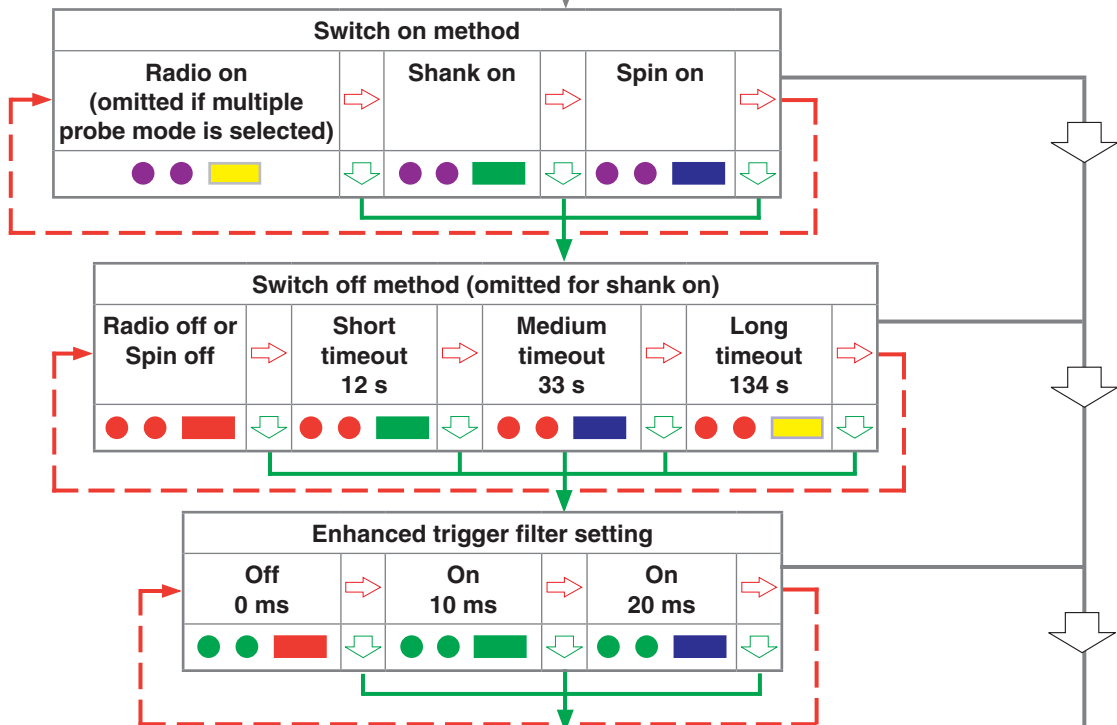 Switch on method
Radio on
(omitted if multiple
probe mode is selected)
Shank on
Spin on
Switch off method (omitted for shank on)
Radio off or
Spin off
Short
timeout
12 s
Medium
timeout
33 s
Long
timeout
134 s
Enhanced trigger filter setting
Off
0 ms
On
10 ms
On
20 ms